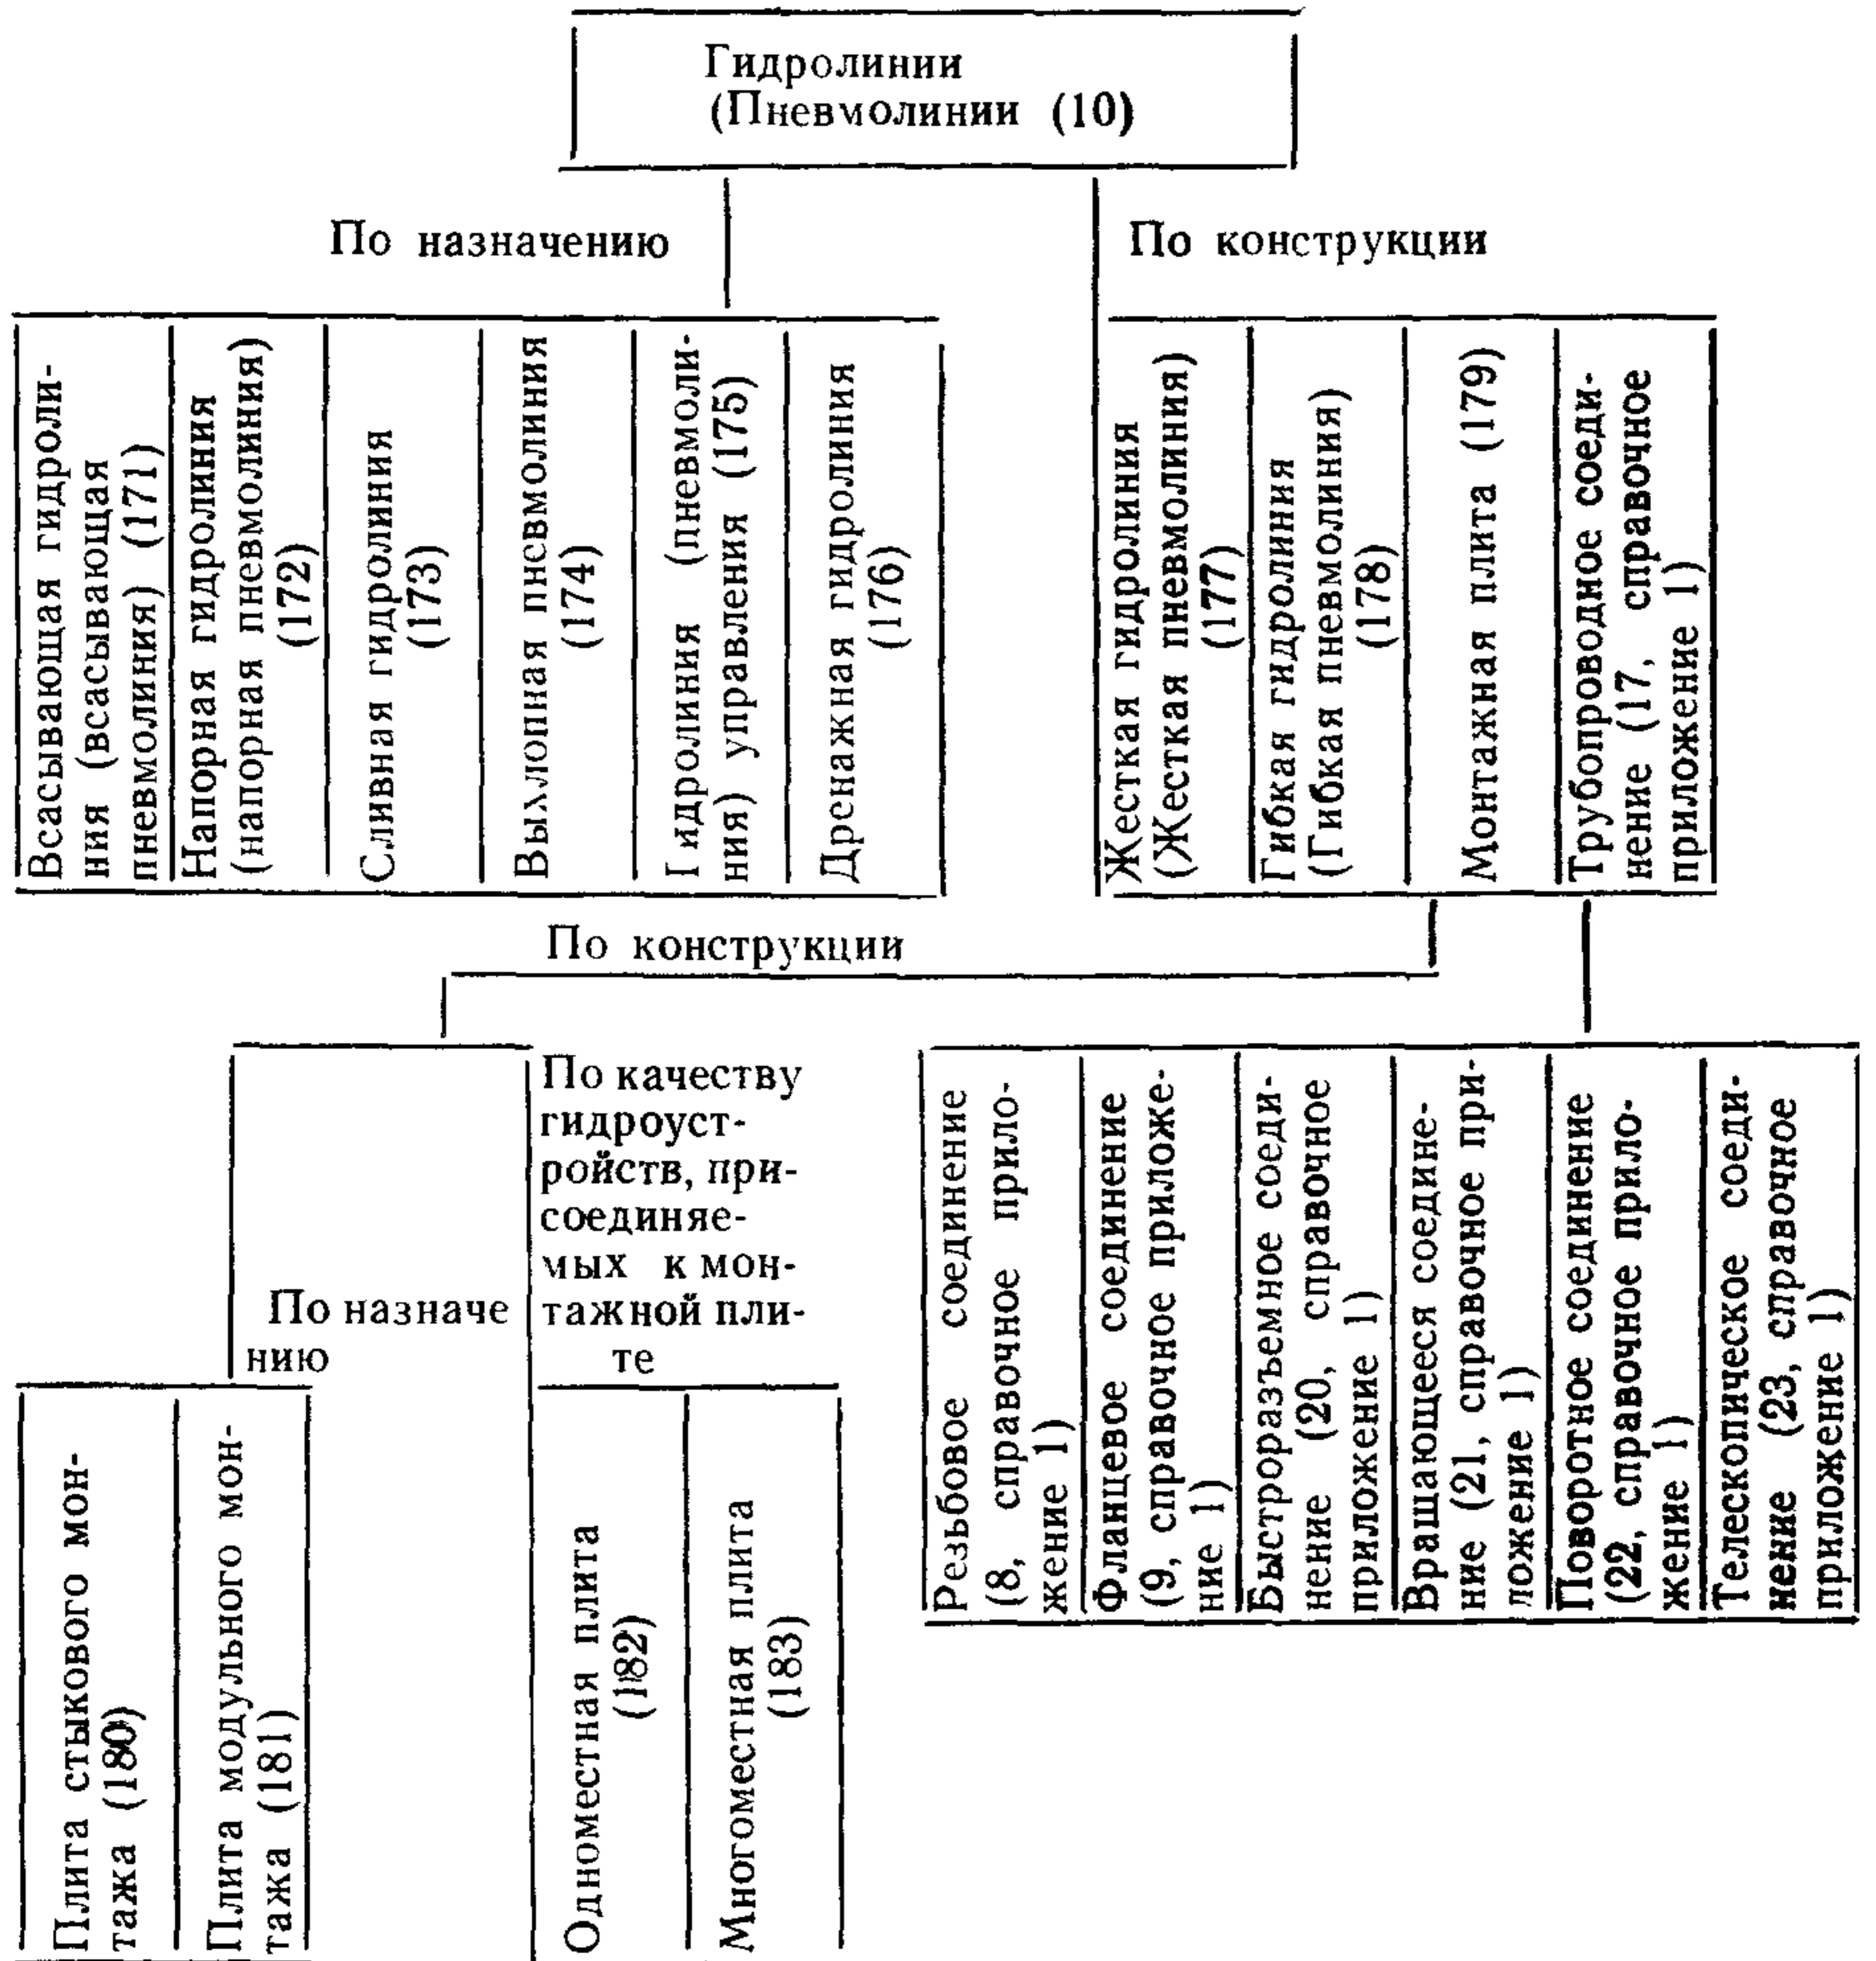 Гидролинии
(Пневмолинии (10)
По назначению
По конструкции
Всасывающая гидроли-
ния (всасывающая
пневмолиния) (171)
Напорная гидролиния
(напорная пневмолиния)
(172)
Сливная гидролиния
(173)
Выхлопная пневмолиния
(174)
Гидролиния (пневмоли-
ния) управления (175)
Дренажная гидролиния
(176)
Жесткая гидролиния
(Жесткая пневмолиния)
(177)
Гибкая гидролиния
(Гибкая пневмолиния)
(178)
Монтажная плита (179)
Трубопроводное соеди-
нение (17, справочное
приложение 1)
По конструкции
По назначе
нию
По качеству
гидроуст-
ройств, при-
соединяе-
мых к мон-
тажной пли-
те
Плита стыкового мон-
тажа (180)
Плита модульного мон-
тажа (181)
Одноместная плита
(182)
Многоместная плита
(183)
Резьбовое соединение
(8, справочное прило-
жение 1)
Фланцевое соединение
(9, справочное приложе-
ние 1)
Быстроразъемное соеди-
нение (20, справочное
приложение 1)
Вращающееся соедине-
ние (21, справочное при-
ложение 1)
Поворотное соединение
(22, справочное прило-
жение 1)
Телескопическое соеди-
нение (23, справочное
приложение 1)